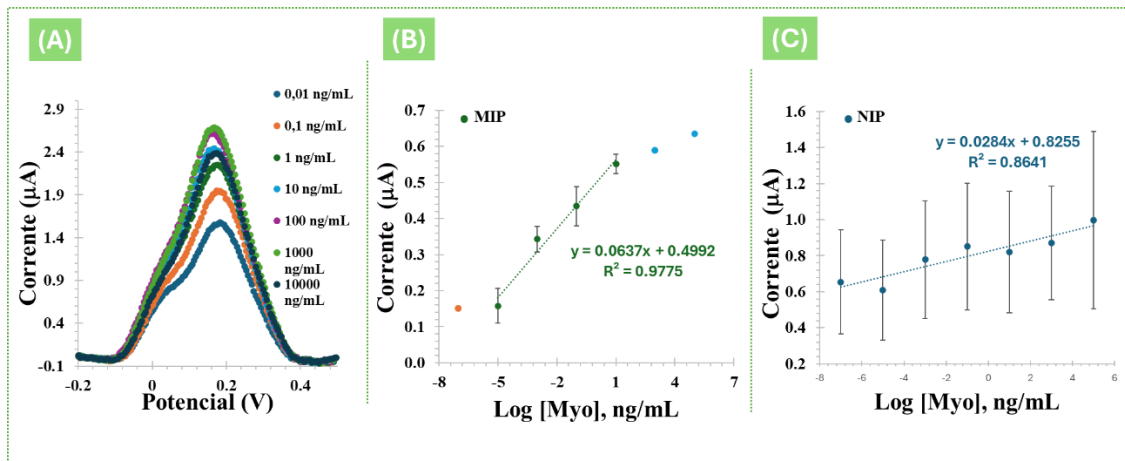 (A)
2.9
2.4
1.9
1.4
0.9
0.4
-0.1
-0.2
0
0.2
0.4
Corrente (µA)
Potencial (V)
0,01 ng/mL
0,1 ng/mL
1 ng/mL
10 ng/mL
100 ng/mL
1000
ng/mL
10000 ng/mL
(B)
MIP
0.8
0.7
0.6
0.5
0.4
0.3
0.2
0.1
0.0
-8
-5
-2
1
4
7
Corrente (µA)
Log [Myo], ng/mL
y = 0.0637x + 0.4992
R² = 0.9775
(C)
NIP
1.6
1.4
1.2
1.0
0.8
0.6
0.4
0.2
-8
-6
-4
-2
0
2
4
6
Corrente (µA)
Log [Myo], ng/mL
y = 0.0284x + 0.8255
R² = 0.8641